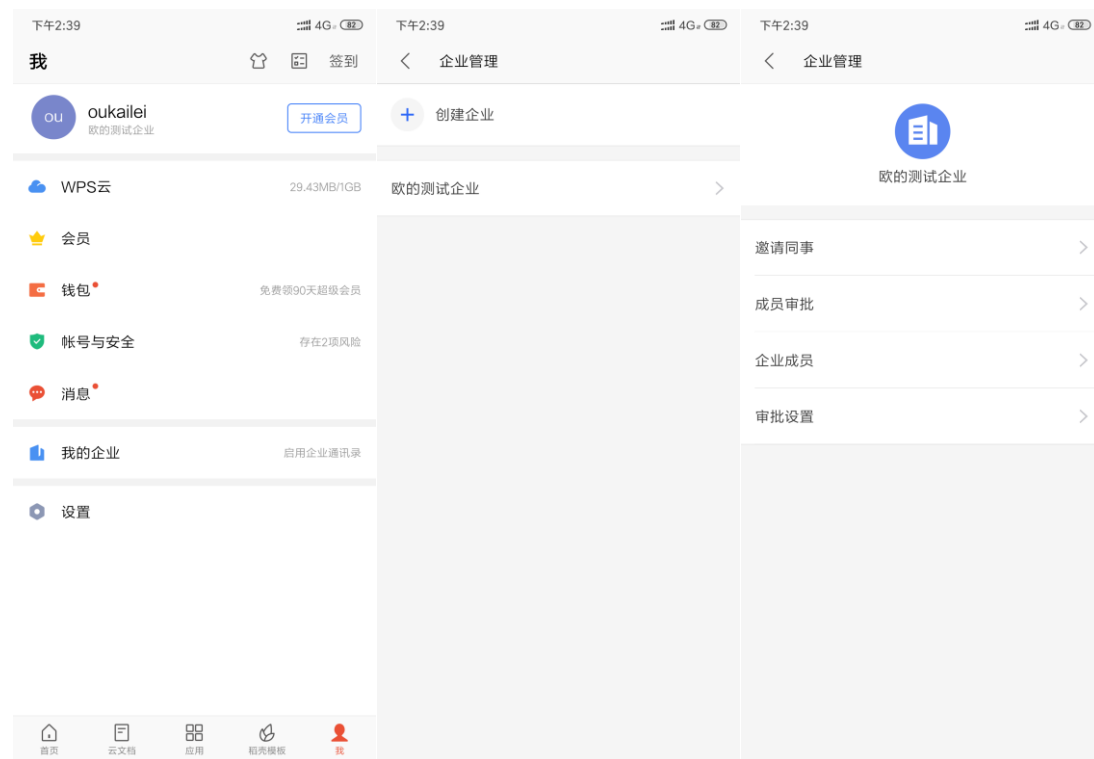 下午2:39
4G 82
我
签到
ou
oukailei
欧的测试企业
开通会员
WPS云
29.43MB/1GB
会员
钱包
免费领90天超级会员
帐号与安全
存在2项风险
消息
我的企业
启用企业通讯录
设置
首页
云文档
应用
稻壳模板
我
下午2:39
4G 82
企业管理
创建企业
欧的测试企业
下午2:39
4G 82
企业管理
欧的测试企业
邀请同事
成员审批
企业成员
审批设置